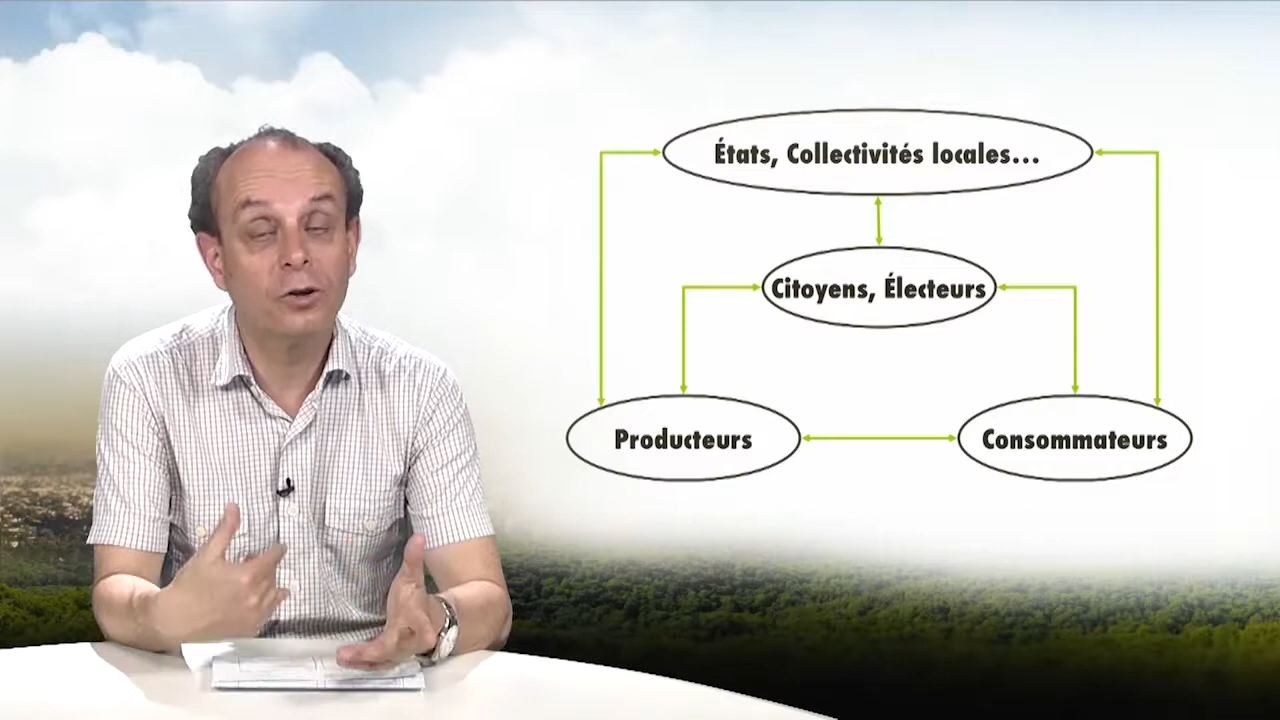 États, Collectivités locales...
Citoyens, Électeurs
Producteurs
Consommateurs